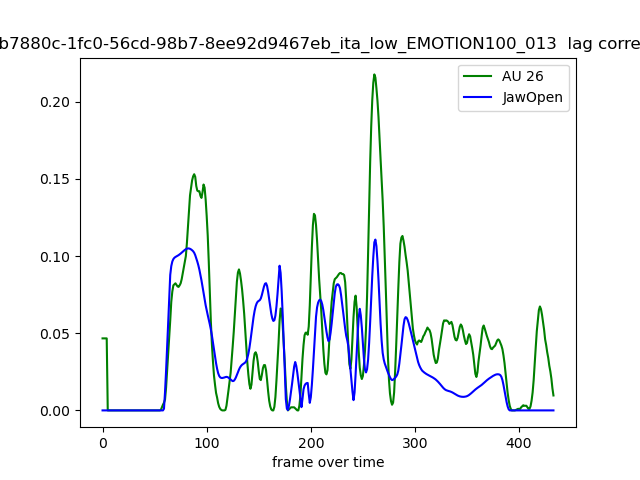 b7880c-1fc0-56cd-98b7-8ee92d9467eb_ita_low_EMOTION100_013 lag corre
AU 26
JawOpen
0.20
0.15
0.10
0.05
0.00
0 100 200 300 400
frame over time